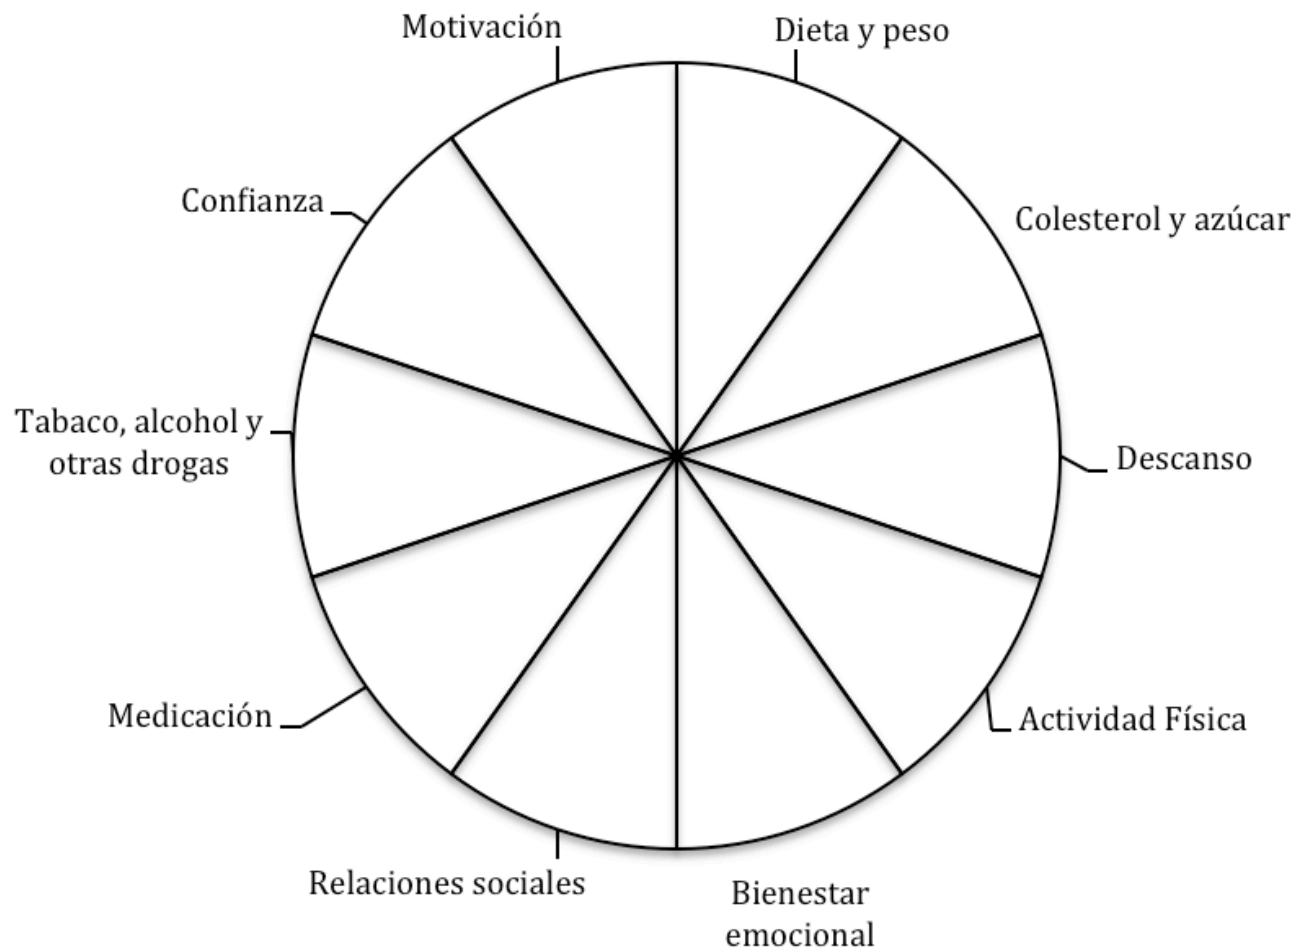 Motivación
Dieta y peso
Confianza
Colesterol y azúcar
Tabaco, alcohol y
otras drogas
Descanso
Medicación
Actividad Física
Relaciones sociales
Bienestar
emocional